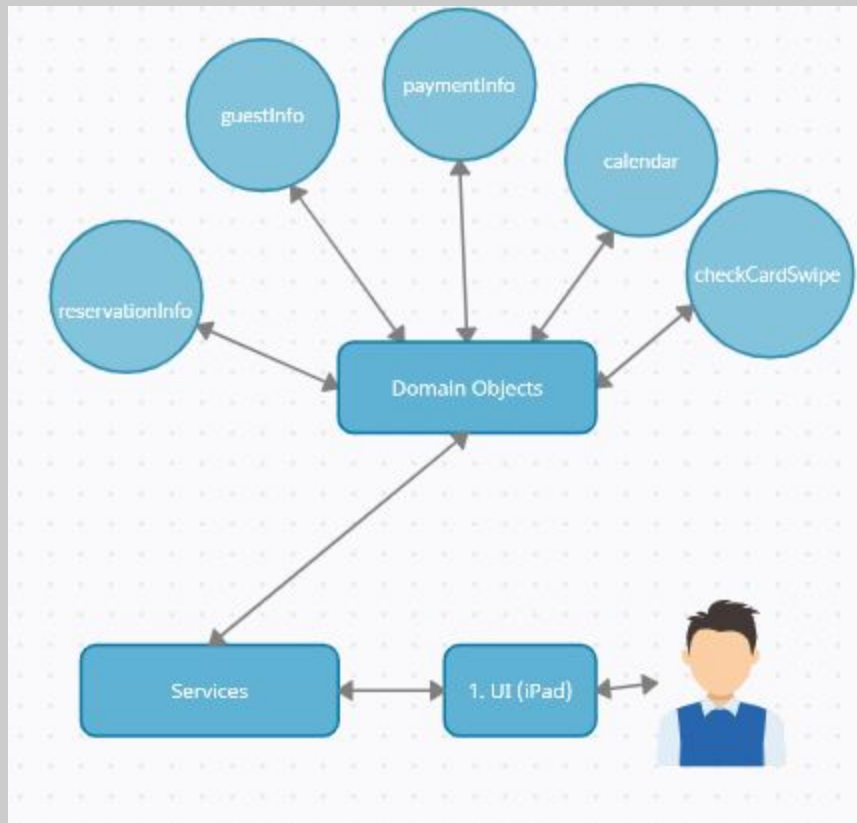 paymentInfo
guestInfo
calendar
checkCardSwipe
reservationInfo
Domain Objects
Services
1. UI (iPad)